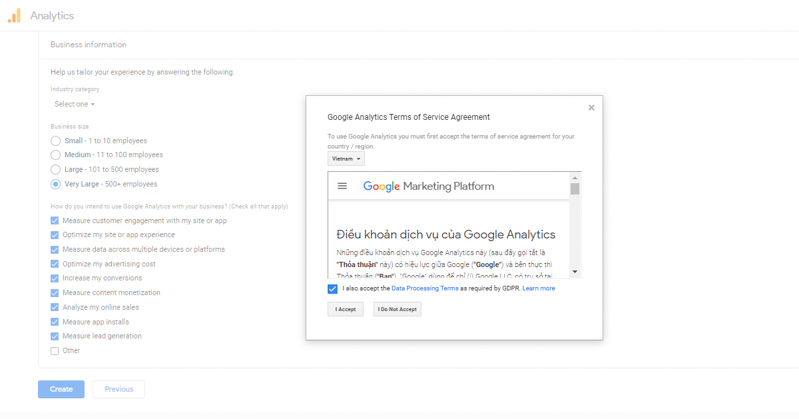 Analytics
Business information
Help us tailor your experience by answering the following.
Industry category
Select one
Business size
Small - 1 to 10 employees
Medium - 11 to 100 employees
Large - 101 to 500 employees
Very Large - 500+ employees
How do you intend to use Google Analytics with your business? (Check all that apply)
Measure customer engagement with my site or app
Optimize my site or app experience
Measure data across multiple devices or platforms
Optimize my advertising cost
Increase my conversions
Measure content monetization
Analyze my online sales
Measure app installs
Measure lead generation
Other
Create
Previous
Google Analytics Terms of Service Agreement
To use Google Analytics you must first accept the terms of service agreement for your
country / region.
Vietnam
Google Marketing Platform
Điều khoản dịch vụ của Google Analytics
Những điều khoản dịch vụ Google Analytics này (sau đây gọi tắt là
"Thỏa thuận" này) có hiệu lực giữa Google ("Google") và bên thực thi
Thỏa thuận ("Bạn"). "Google" dùng để chỉ (i) Google LLC, có trụ sở tại
I also accept the Data Processing Terms as required by GDPR. Learn more
I Accept
I Do Not Accept